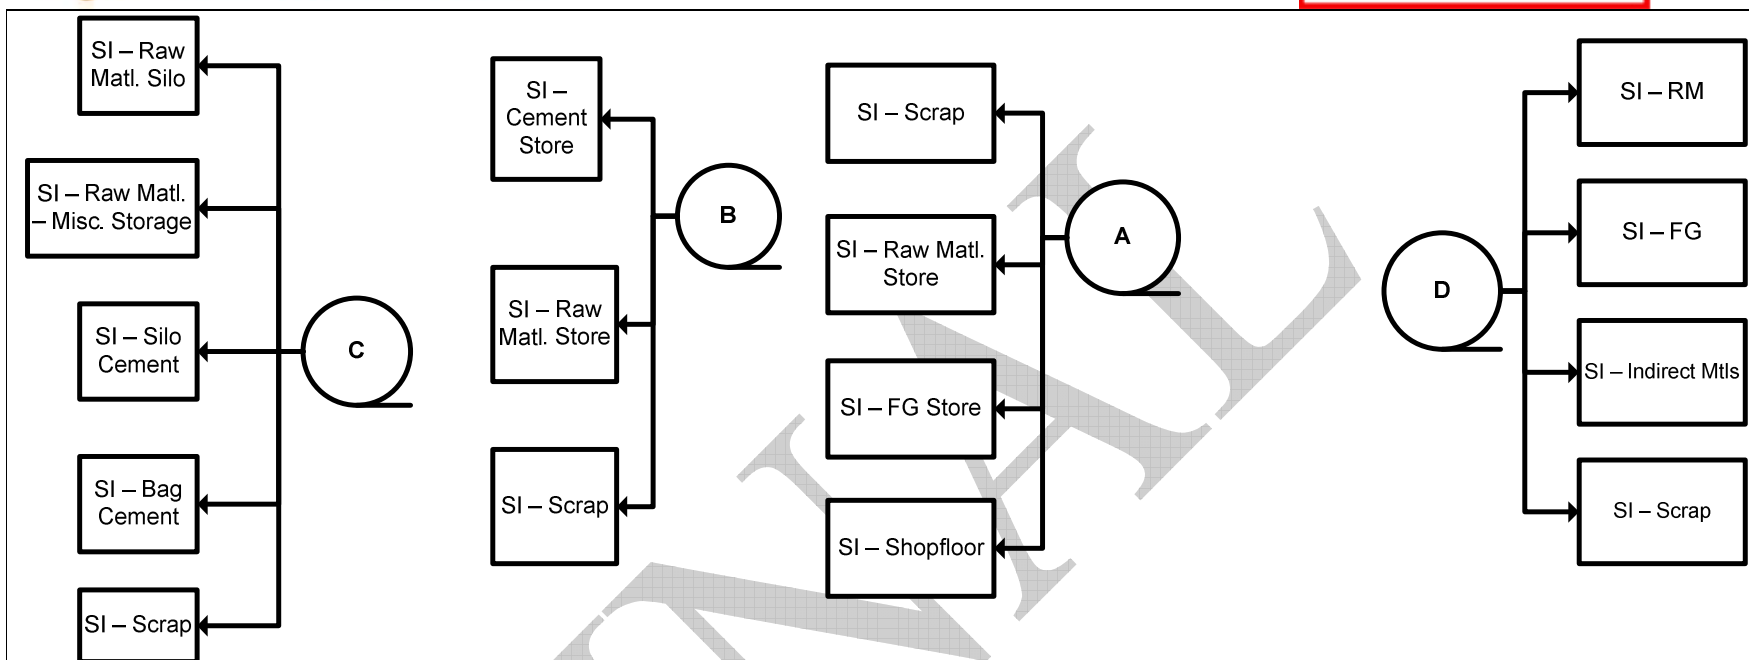 SI – Raw
Matl. Silo
SI – Raw Matl.
– Misc. Storage
SI – Silo
Cement
SI – Bag
Cement
SI – Scrap
C
SI –
Cement
Store
SI – Raw
Matl. Store
SI – Scrap
B
SI – Scrap
SI – Raw Matl.
Store
SI – FG Store
SI – Shopfloor
A
D
SI – RM
SI – FG
SI – Indirect Mtls
SI – Scrap